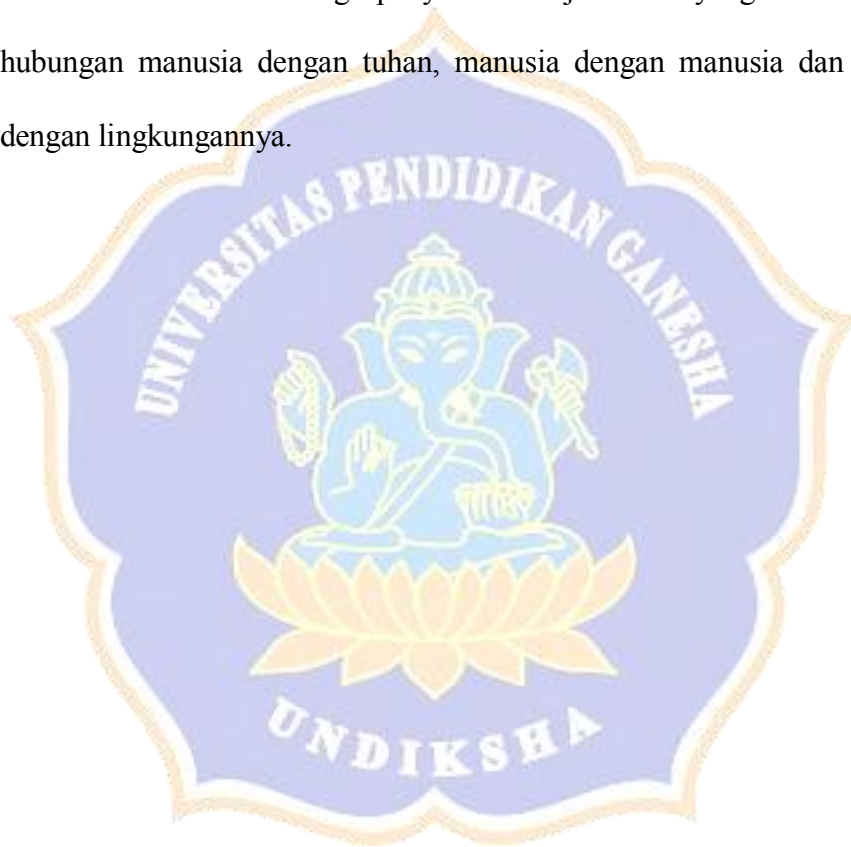 hubungan manusia dengan tuhan, manusia dengan manusia dan
dengan lingkungannya.
UNIVERSITAS PENDIDIKAN GANESHA
UNDIKSHA